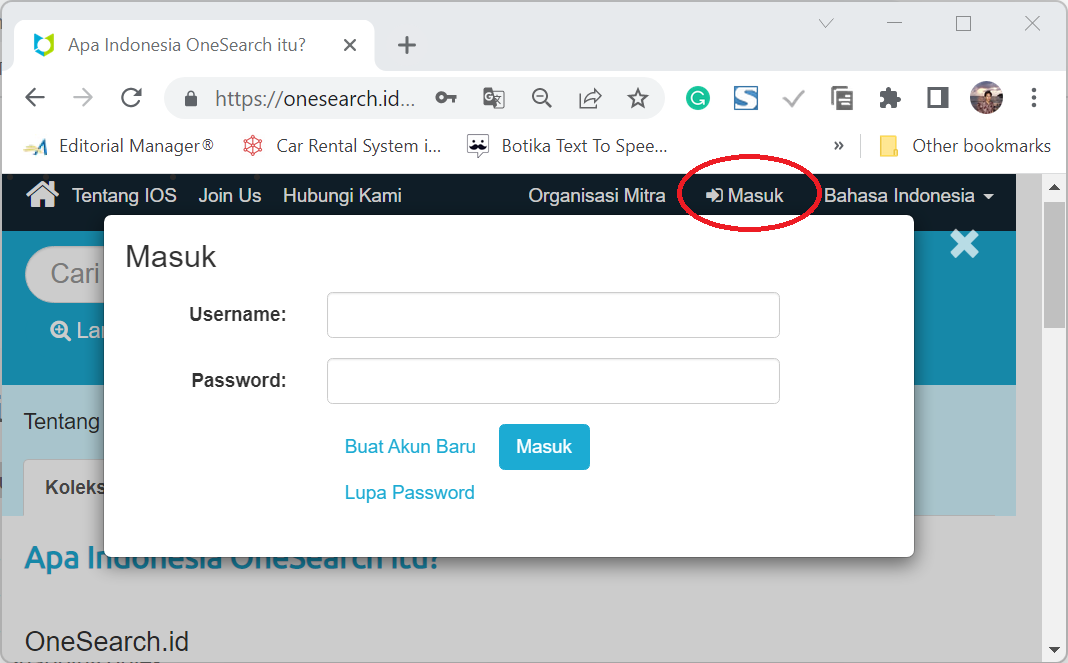 Apa Indonesia OneSearch itu?
https://onesearch.id...
Editorial Manager® Car Rental System i... Botika Text To Spee... » Other bookmarks
Tentang IOS Join Us Hubungi Kami Organisasi Mitra Masuk Bahasa Indonesia
Masuk
Cari
Username:
Lan
Password:
Tentang
Buat Akun Baru Masuk
Koleks
Lupa Password
Apa Indonesia OneSearch itu?
OneSearch.id